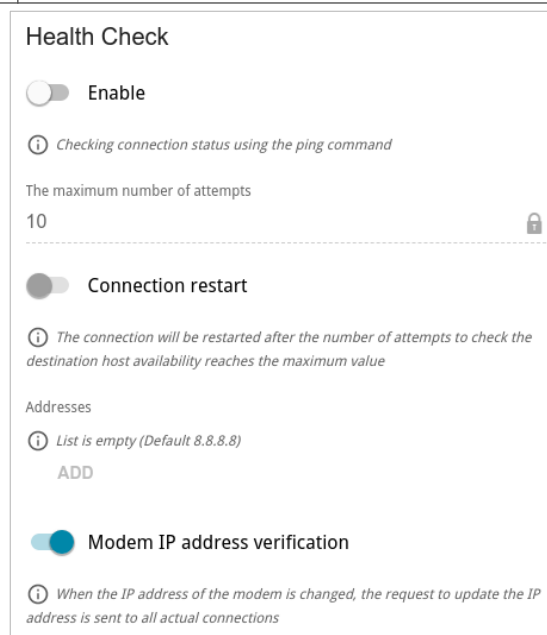 Health Check
Enable
Checking connection status using the ping command
The maximum number of attempts
10
Connection restart
The connection will be restarted after the number of attempts to check the
destination host availability reaches the maximum value
Addresses
List is empty (Default 8.8.8.8)
ADD
Modem IP address verification
When the IP address of the modem is changed, the request to update the IP
address is sent to all actual connections